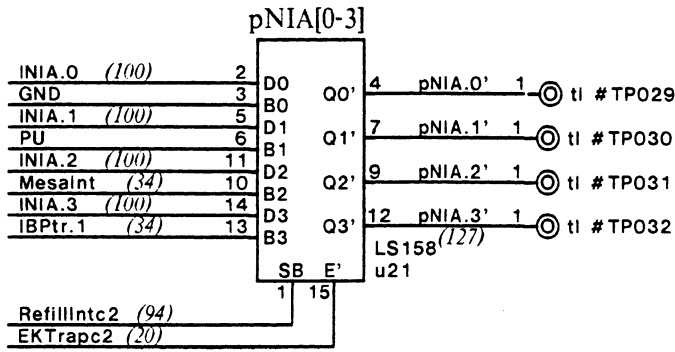 pNIA[0-3]
INIA.0 (100) 2 D0
GND 3 B0
INIA.1 (100) 5 D1
PU 6 B1
INIA.2 (100) 11 D2
MesaInt (34) 10 B2
INIA.3 (100) 14 D3
IBPtr.1 (34) 13 B3
Q0' 4 pNIA.0' 1 tl #TP029
Q1' 7 pNIA.1' 1 tl #TP030
Q2' 9 pNIA.2' 1 tl #TP031
Q3' 12 pNIA.3' 1 tl #TP032
LS158 (127)
u21
SB E'
1 15
RefillIntc2 (94)
EKTrapc2 (20)